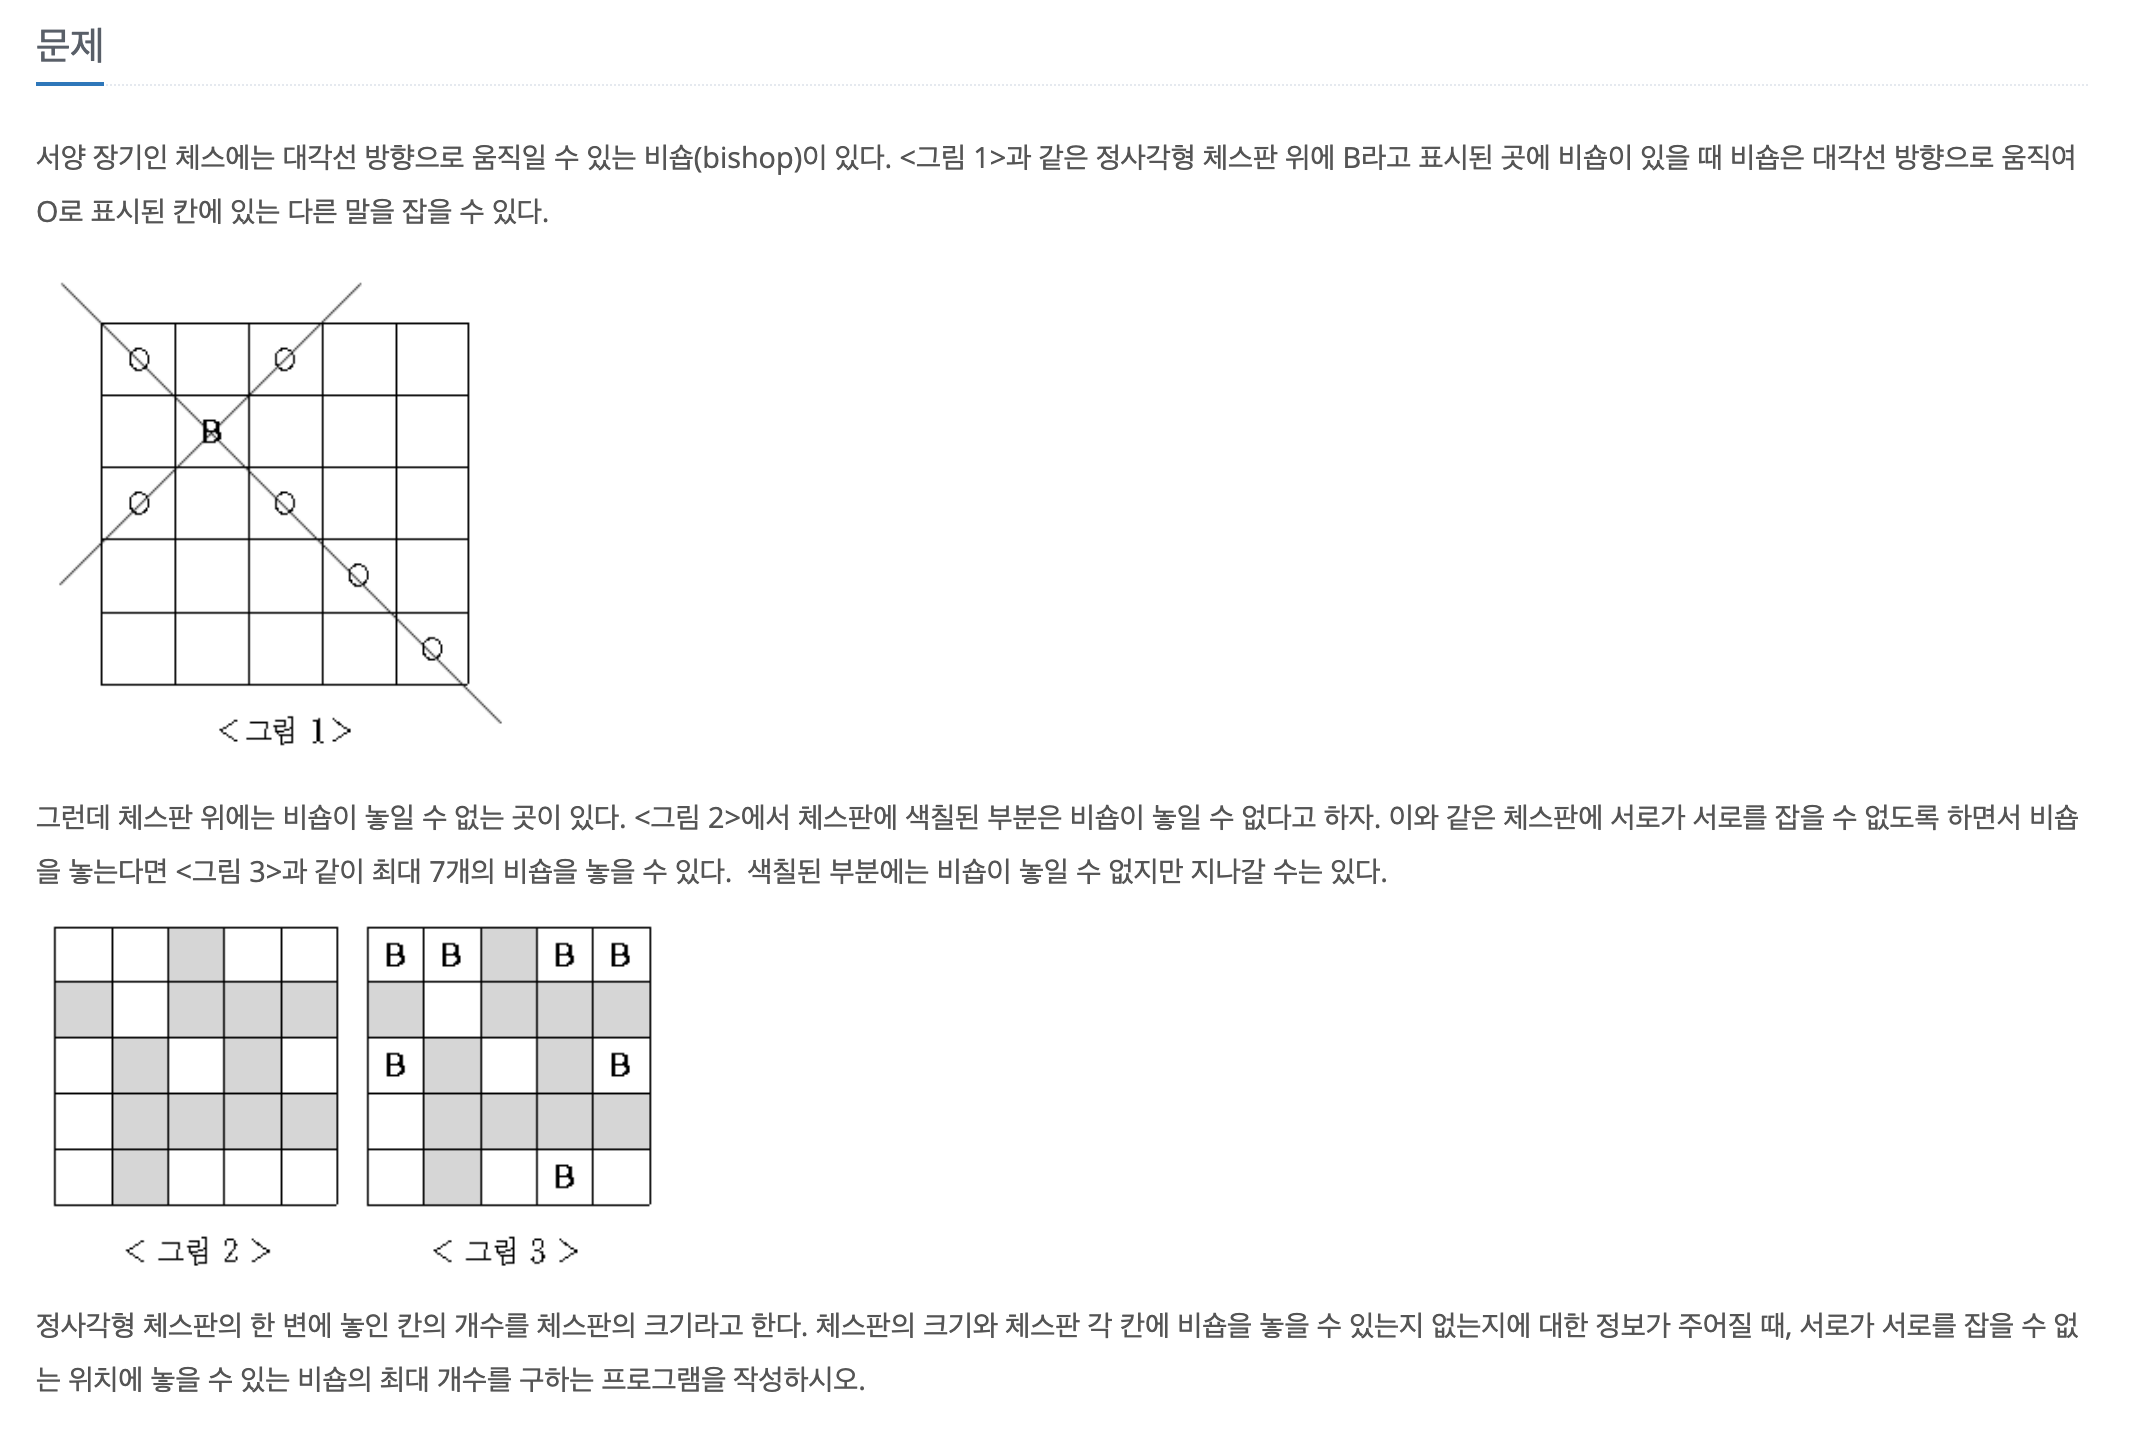 문제
서양 장기인 체스에는 대각선 방향으로 움직일 수 있는 비숍(bishop)이 있다. <그림 1>과 같은 정사각형 체스판 위에 B라고 표시된 곳에 비숍이 있을 때 비숍은 대각선 방향으로 움직여
O로 표시된 칸에 있는 다른 말을 잡을 수 있다.
O O
B
O O
O
O
<그림 1>
그런데 체스판 위에는 비숍이 놓일 수 없는 곳이 있다. <그림 2>에서 체스판에 색칠된 부분은 비숍이 놓일 수 없다고 하자. 이와 같은 체스판에 서로가 서로를 잡을 수 없도록 하면서 비숍
을 놓는다면 <그림 3>과 같이 최대 7개의 비숍을 놓을 수 있다.  색칠된 부분에는 비숍이 놓일 수 없지만 지나갈 수는 있다.
B B B B
B B
B
< 그림 2 > < 그림 3 >
정사각형 체스판의 한 변에 놓인 칸의 개수를 체스판의 크기라고 한다. 체스판의 크기와 체스판 각 칸에 비숍을 놓을 수 있는지 없는지에 대한 정보가 주어질 때, 서로가 서로를 잡을 수 없
는 위치에 놓을 수 있는 비숍의 최대 개수를 구하는 프로그램을 작성하시오.